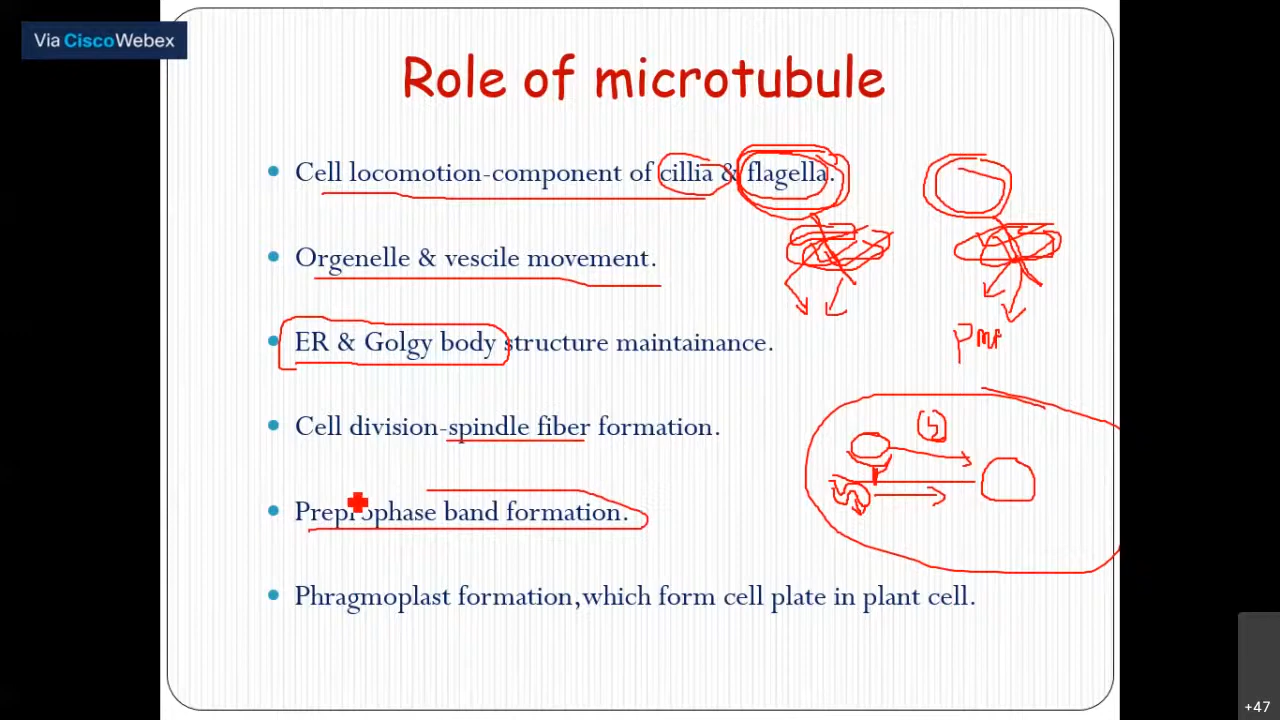 Via CiscoWebex
Role of microtubule
Cell locomotion-component of cillia & flagella.
Orgenelle & vescile movement.
ER & Golgy body structure maintainance.
Cell division-spindle fiber formation.
Preprophase band formation.
Phragmoplast formation,which form cell plate in plant cell.
+47